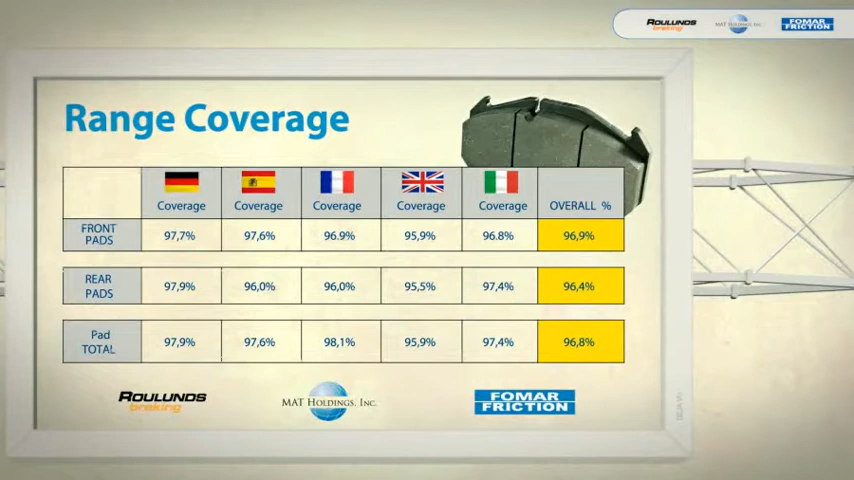 ROULUNDS braking MAT HOLDINGS, INC. FOMAR FRICTION
Range Coverage
Coverage Coverage Coverage Coverage Coverage OVERALL %
FRONT PADS 97,7% 97,6% 96.9% 95,9% 96.8% 96,9%
REAR PADS 97,9% 96,0% 96,0% 95,5% 97,4% 96,4%
Pad TOTAL 97,9% 97,6% 98,1% 95,9% 97,4% 96,8%
ROULUNDS braking MAT HOLDINGS, INC. FOMAR FRICTION